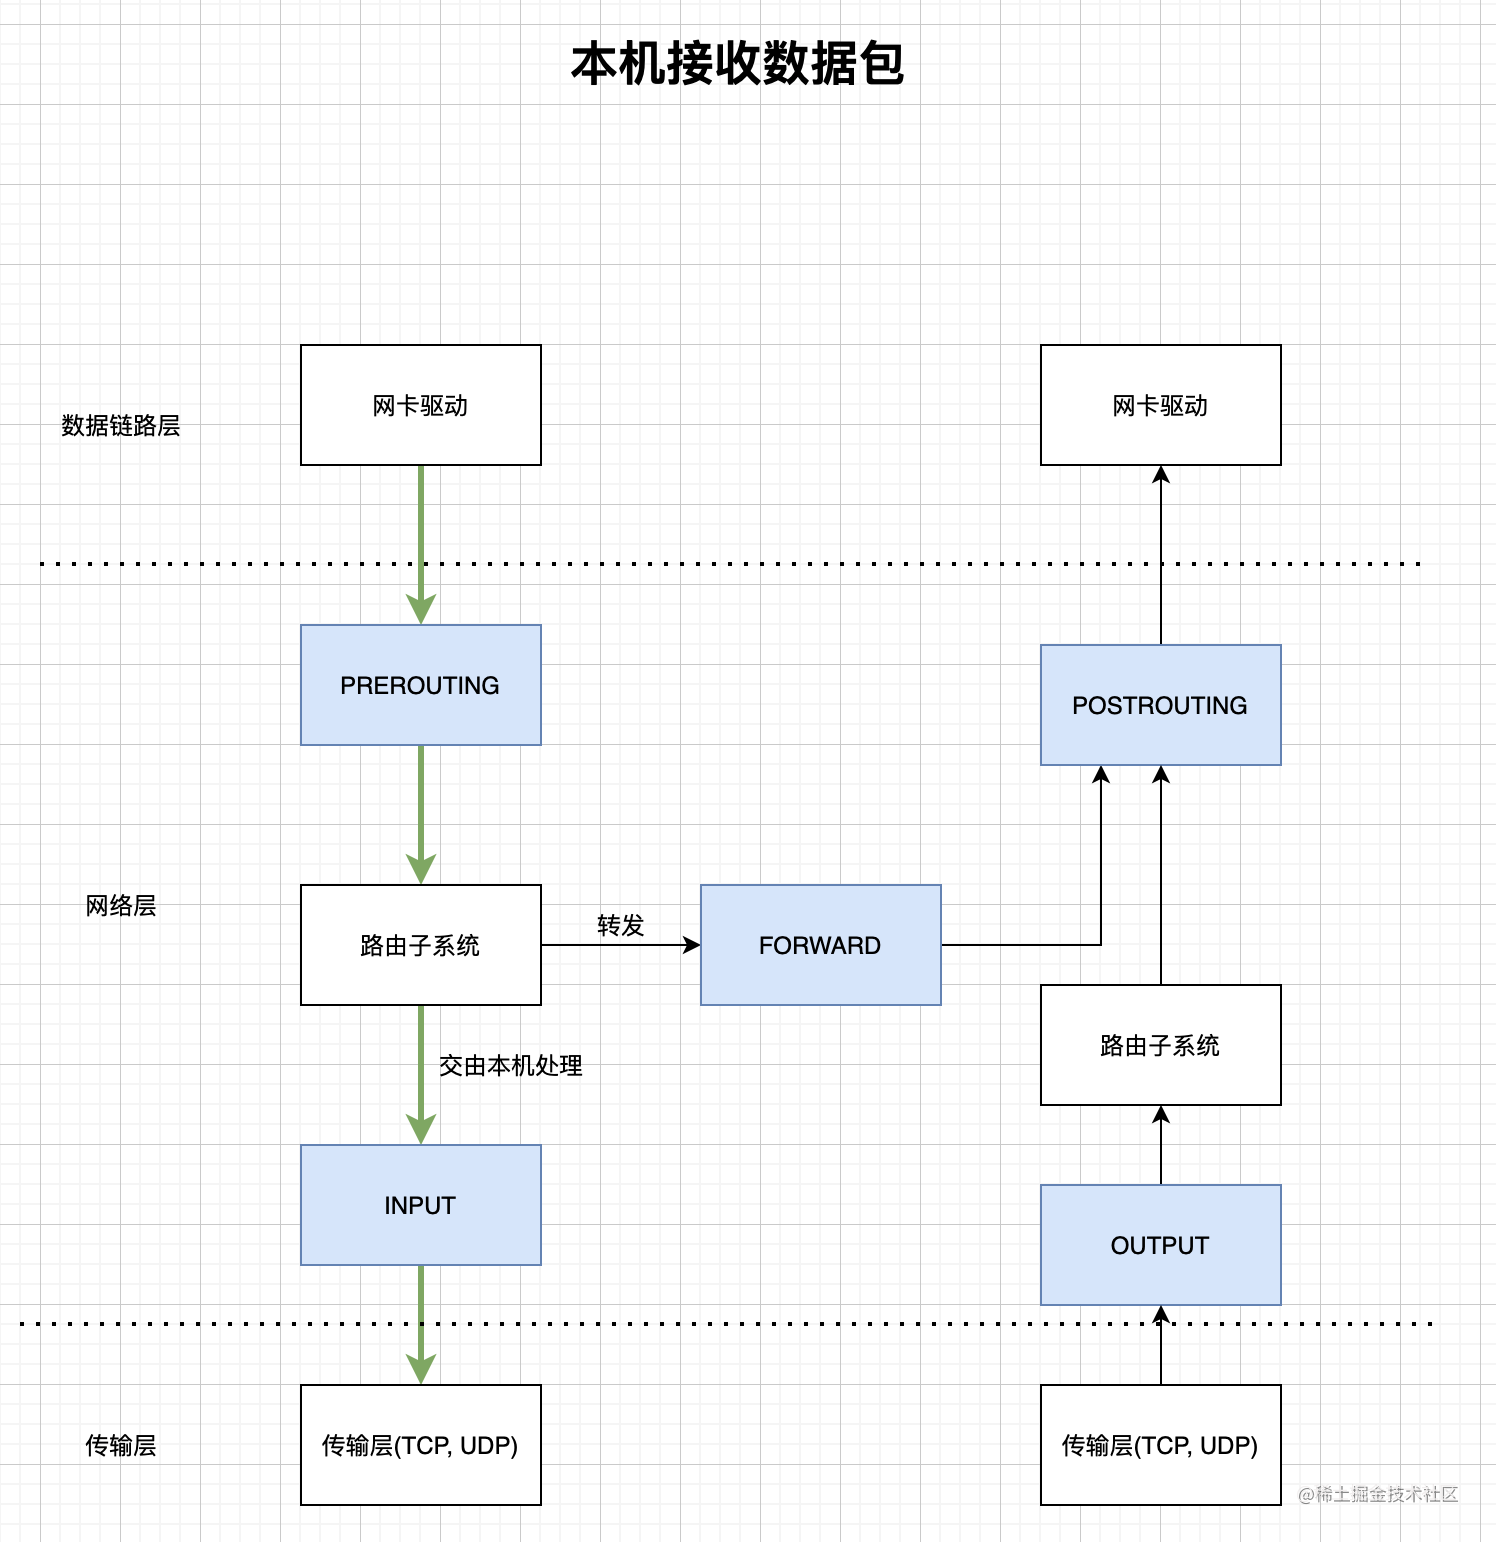 本机接收数据包
数据链路层
网卡驱动
网卡驱动
PREROUTING
POSTROUTING
网络层
路由子系统
转发
FORWARD
路由子系统
交由本机处理
INPUT
OUTPUT
传输层
传输层(TCP, UDP)
传输层(TCP, UDP)
@稀土掘金技术社区